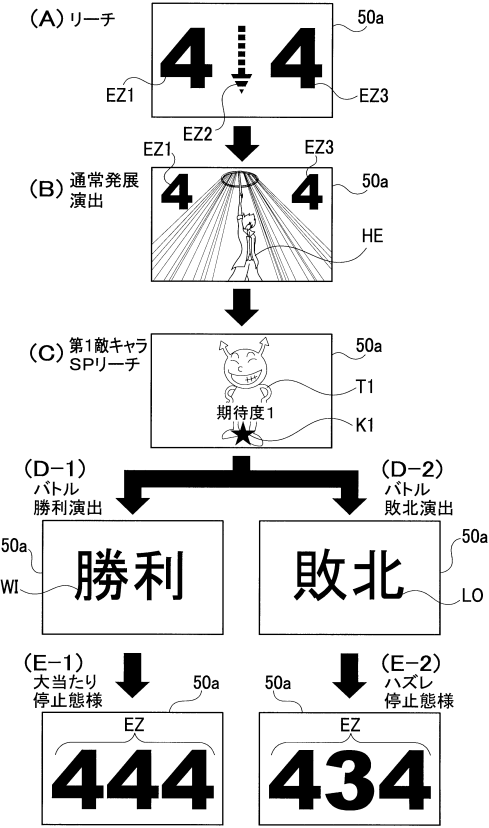 (A) リーチ
50a
4 4
EZ1
EZ2
EZ3
EZ1
EZ3
(B) 通常発展
演出
4 4
50a
HE
(C) 第1敵キャラ
SPリーチ
50a
T1
期待度1
K1
(D-1)
バトル
勝利演出
(D-2)
バトル
敗北演出
50a
勝利
WI
50a
敗北
LO
(E-1)
大当たり
停止態様
50a
EZ
444
(E-2)
ハズレ
停止態様
50a
EZ
434